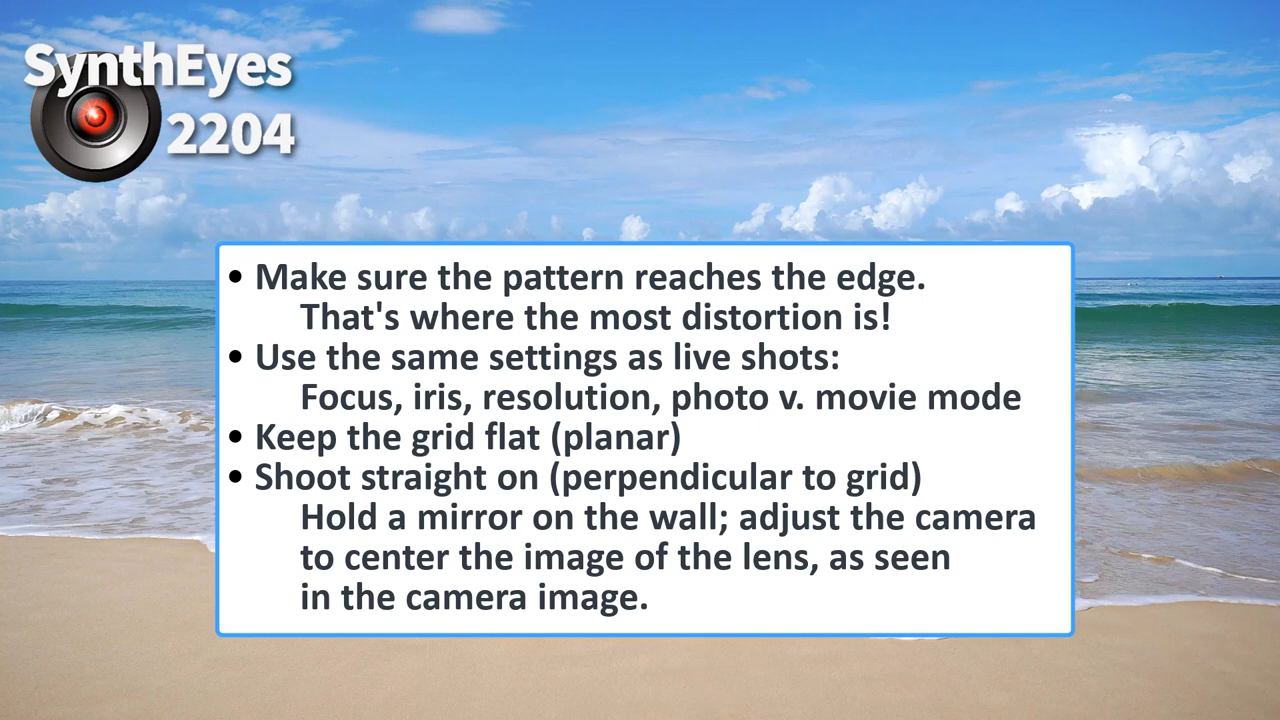 SynthEyes
2204
• Make sure the pattern reaches the edge.
That's where the most distortion is!
• Use the same settings as live shots:
Focus, iris, resolution, photo v. movie mode
• Keep the grid flat (planar)
• Shoot straight on (perpendicular to grid)
Hold a mirror on the wall; adjust the camera
to center the image of the lens, as seen
in the camera image.